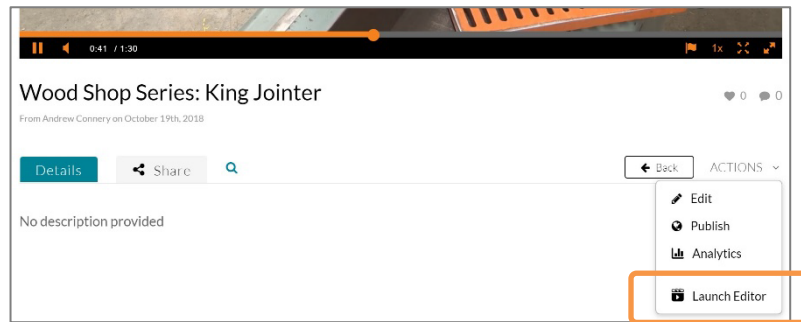 0:41 / 1:30 1x
Wood Shop Series: King Jointer 0 0
From Andrew Connery on October 19th, 2018
Details Share Back ACTIONS
Edit
No description provided
Publish
Analytics
Launch Editor